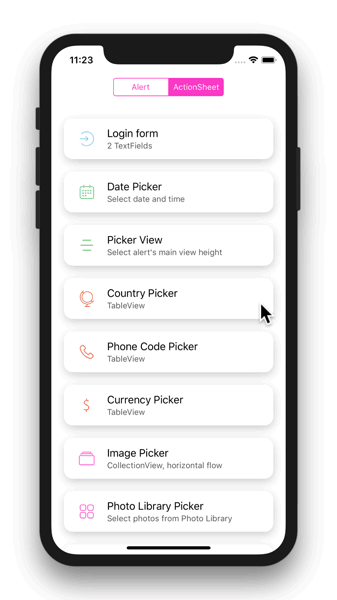 11:23
Alert ActionSheet
Login form
2 TextFields
Date Picker
Select date and time
Picker View
Select alert's main view height
Country Picker
TableView
Phone Code Picker
TableView
Currency Picker
TableView
Image Picker
CollectionView, horizontal flow
Photo Library Picker
Select photos from Photo Library